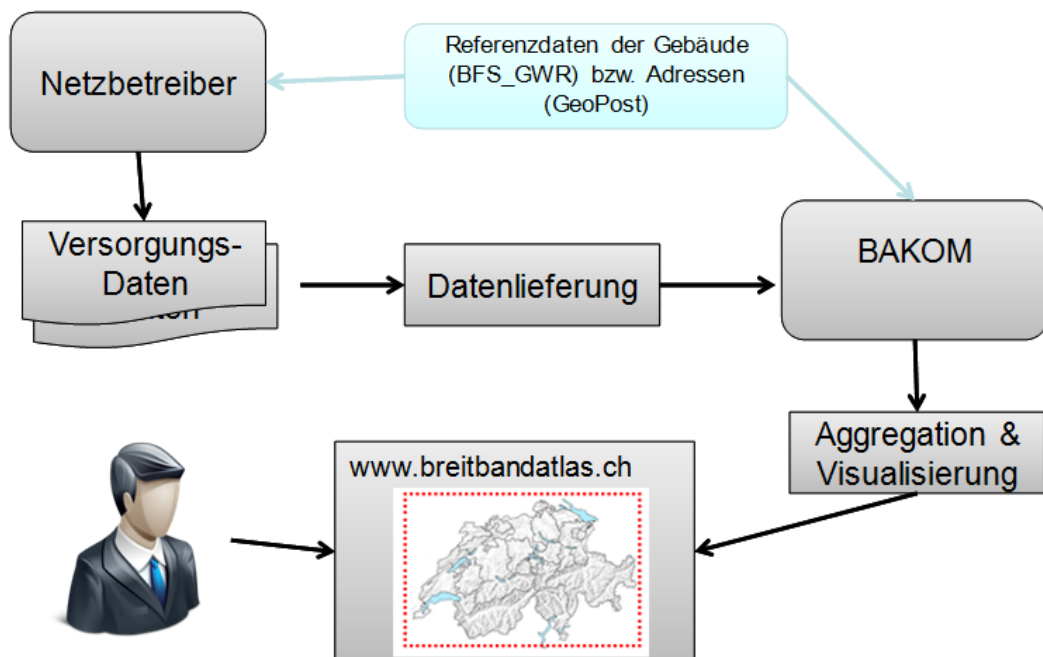 Netzbetreiber
Referenzdaten der Gebäude
(BFS_GWR) bzw. Adressen
(GeoPost)
Versorgungs-
Daten
Datenlieferung
BAKOM
Aggregation &
Visualisierung
www.breitbandatlas.ch